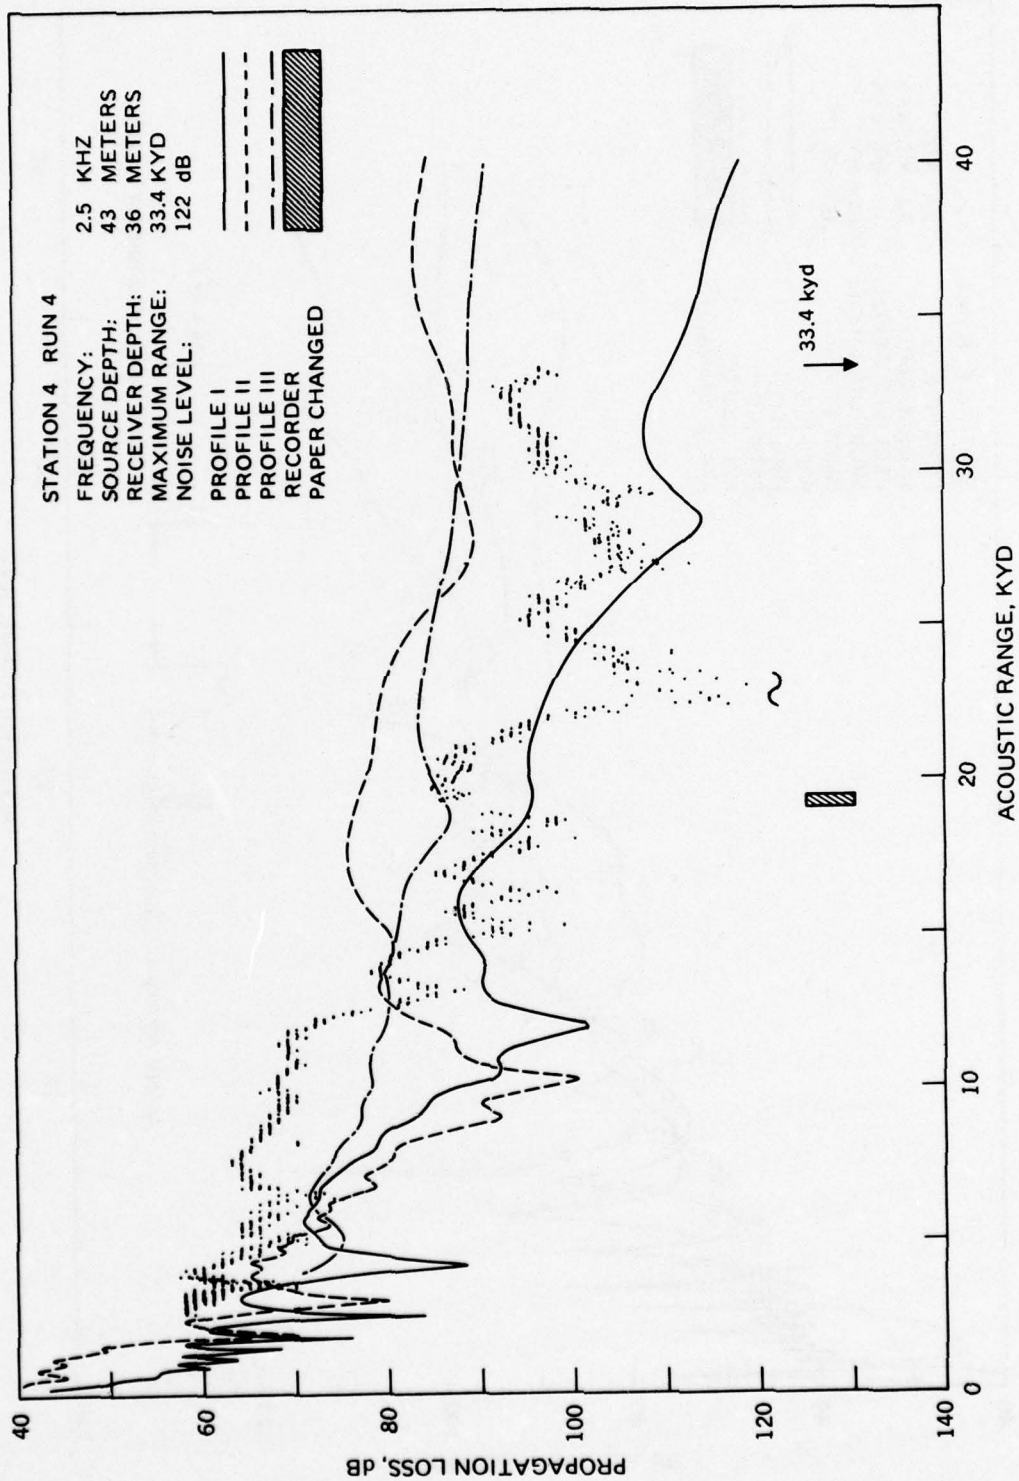 STATION 4 RUN 4
FREQUENCY: 2.5 KHZ
SOURCE DEPTH: 43 METERS
RECEIVER DEPTH: 36 METERS
MAXIMUM RANGE: 33.4 KYD
NOISE LEVEL: 122 dB
PROFILE I
PROFILE II
PROFILE III
RECORDER
PAPER CHANGED
33.4 kyd
40
60
80
100
120
140
PROPAGATION LOSS, dB
0
10
20
30
40
ACOUSTIC RANGE, KYD